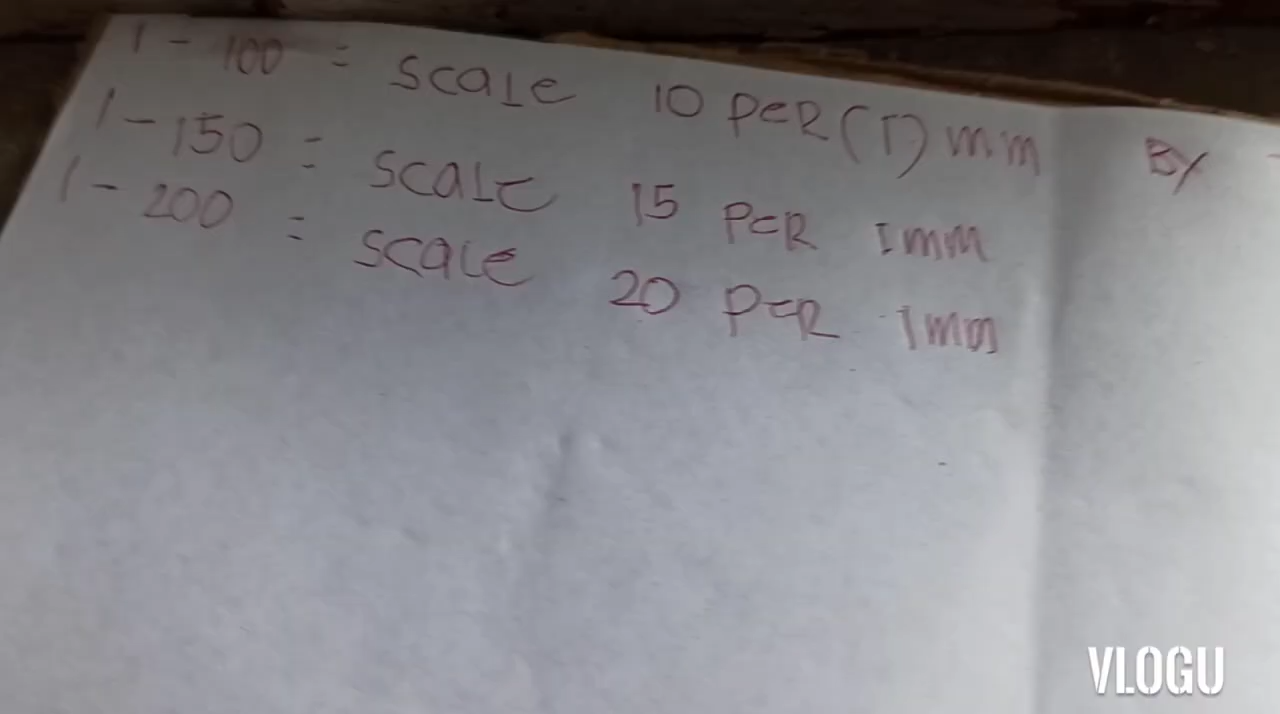 1 - 100 = scale 10 PER (1) mm BY
1 - 150 = scale 15 PER 1mm
1 - 200 = scale 20 PER 1mm
VLOGU